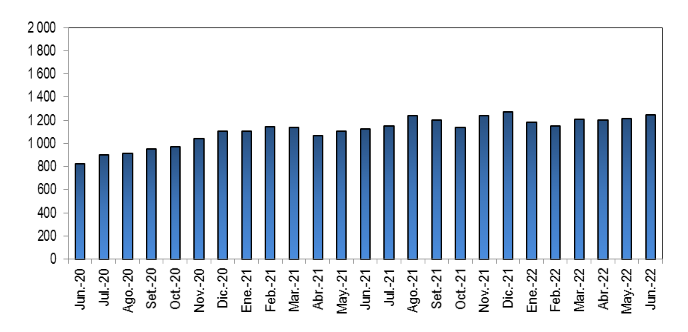 2 000
1 800
1 600
1 400
1 200
1 000
800
600
400
200
0
Jun.-20
Jul.-20
Ago.-20
Set.-20
Oct.-20
Nov.-20
Dic.-20
Ene.-21
Feb.-21
Mar.-21
Abr.-21
May.-21
Jun.-21
Jul.-21
Ago.-21
Set.-21
Oct.-21
Nov.-21
Dic.-21
Ene.-22
Feb.-22
Mar.-22
Abr.-22
May.-22
Jun.-22